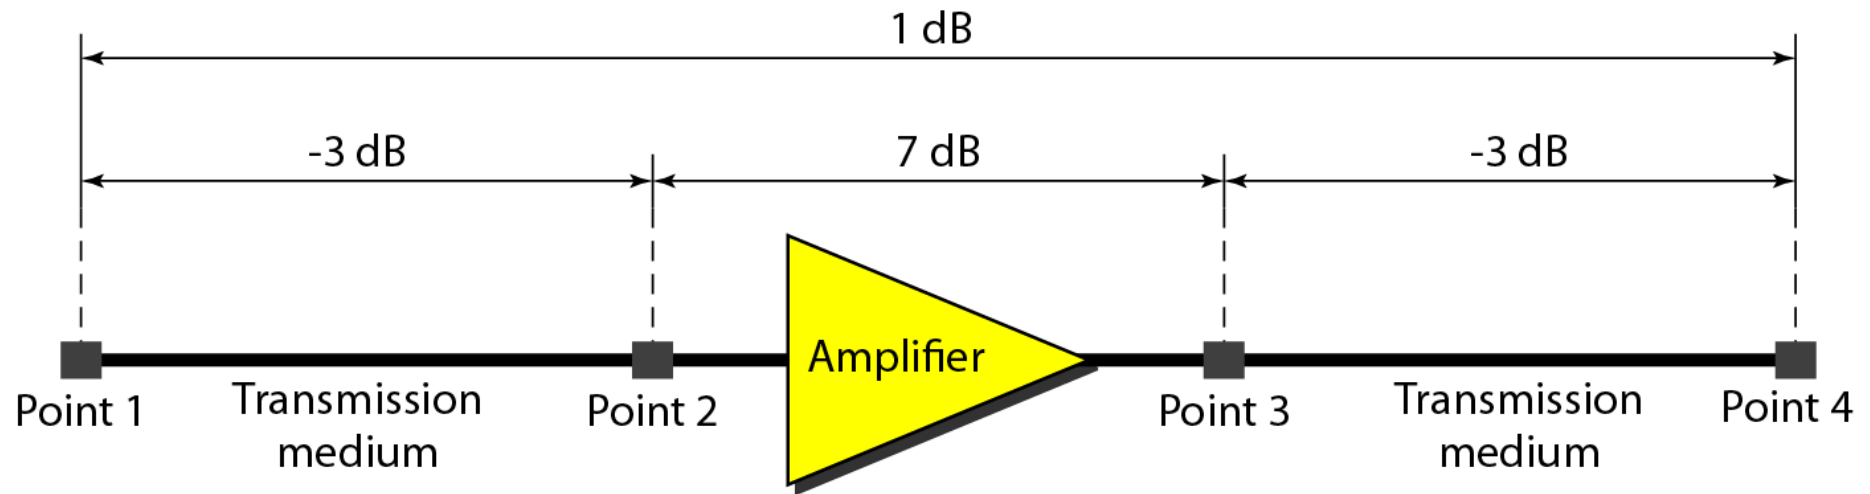 1 dB
-3 dB
7 dB
-3 dB
Amplifier
Point 1
Transmission
medium
Point 2
Point 3
Transmission
medium
Point 4